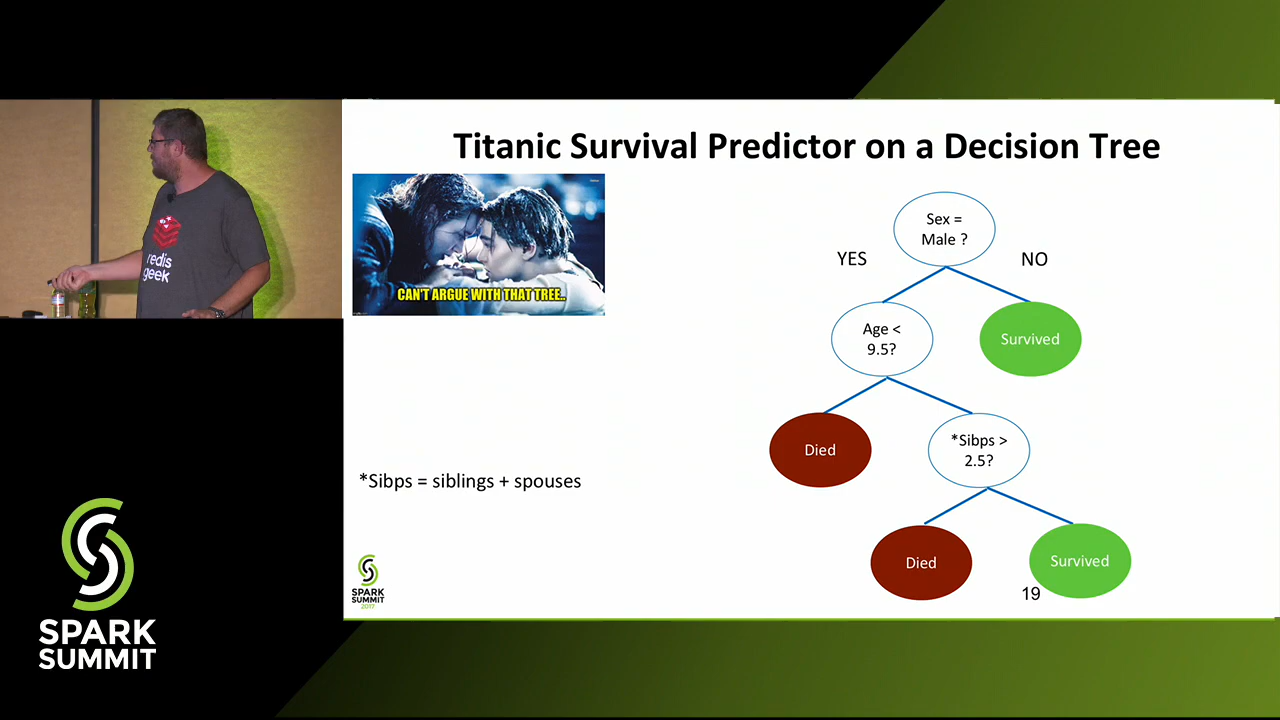 Titanic Survival Predictor on a Decision Tree
CAN'T ARGUE WITH THAT TREE..
Sex =
Male ?
YES
NO
Age <
9.5?
Survived
Died
*Sibps >
2.5?
*Sibps = siblings + spouses
Died
Survived
19
SPARK
SUMMIT
2017
redis
geek
SPARK
SUMMIT